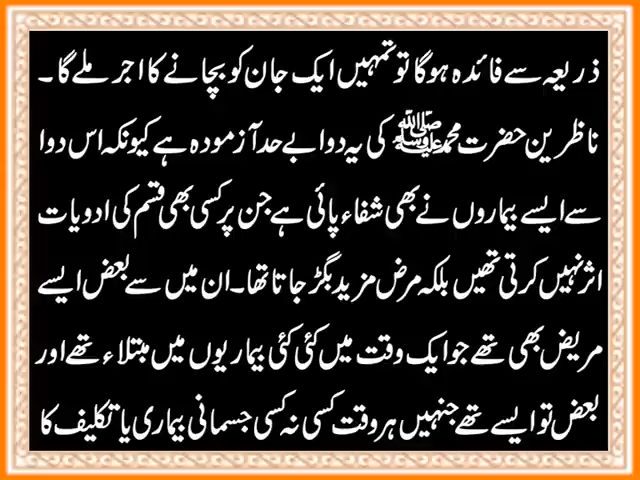 ذریعہ سے فائدہ ہوگا تو تمہیں ایک جان کو بچانے کا اجر ملے گا۔
ناظرین حضرت محمد ﷺ کی یہ دوا بے حد آزمودہ ہے کیونکہ اس دوا
سے ایسے بیماروں نے بھی شفاء پائی ہے جن پر کسی بھی قسم کی ادویات
اثر نہیں کرتی تھیں بلکہ مرض مزید بگڑ جاتا تھا۔ ان میں سے بعض ایسے
مریض بھی تھے جو ایک وقت میں کئی کئی بیماریوں میں مبتلاء تھے اور
بعض تو ایسے تھے جنہیں ہر وقت کسی نہ کسی جسمانی بیماری یا تکلیف کا